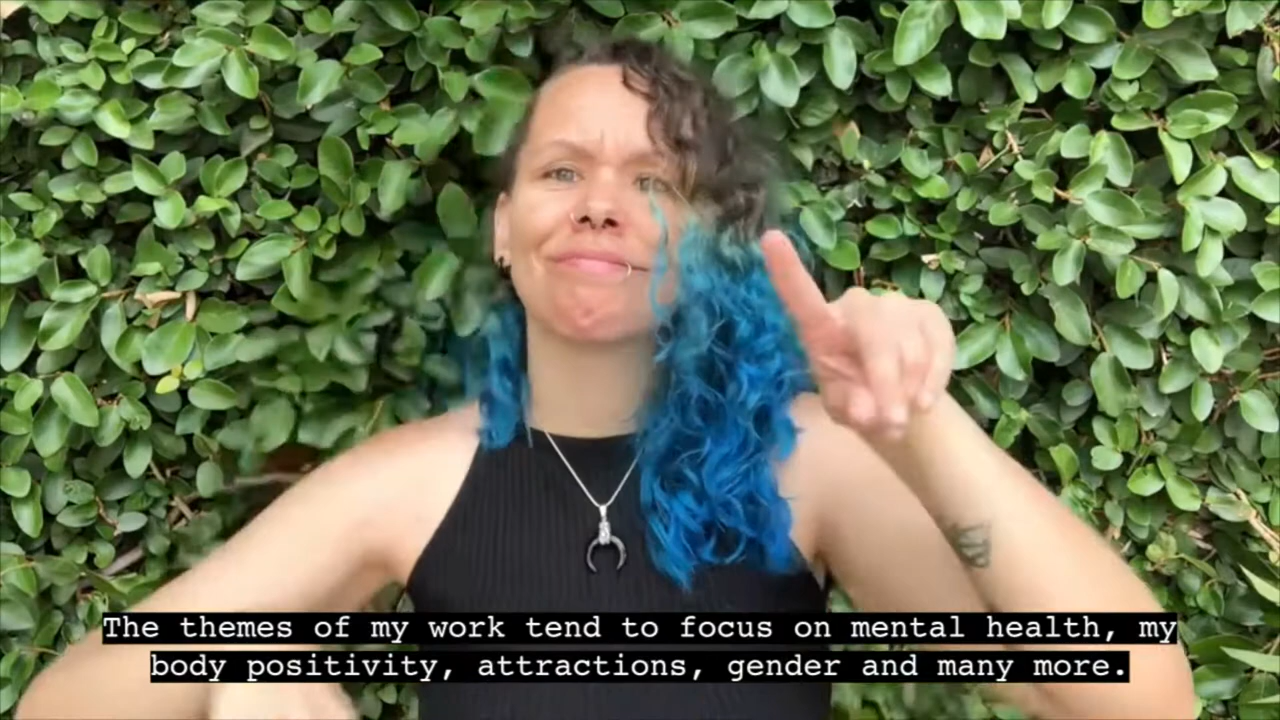 The themes of my work tend to focus on mental health, my
body positivity, attractions, gender and many more.